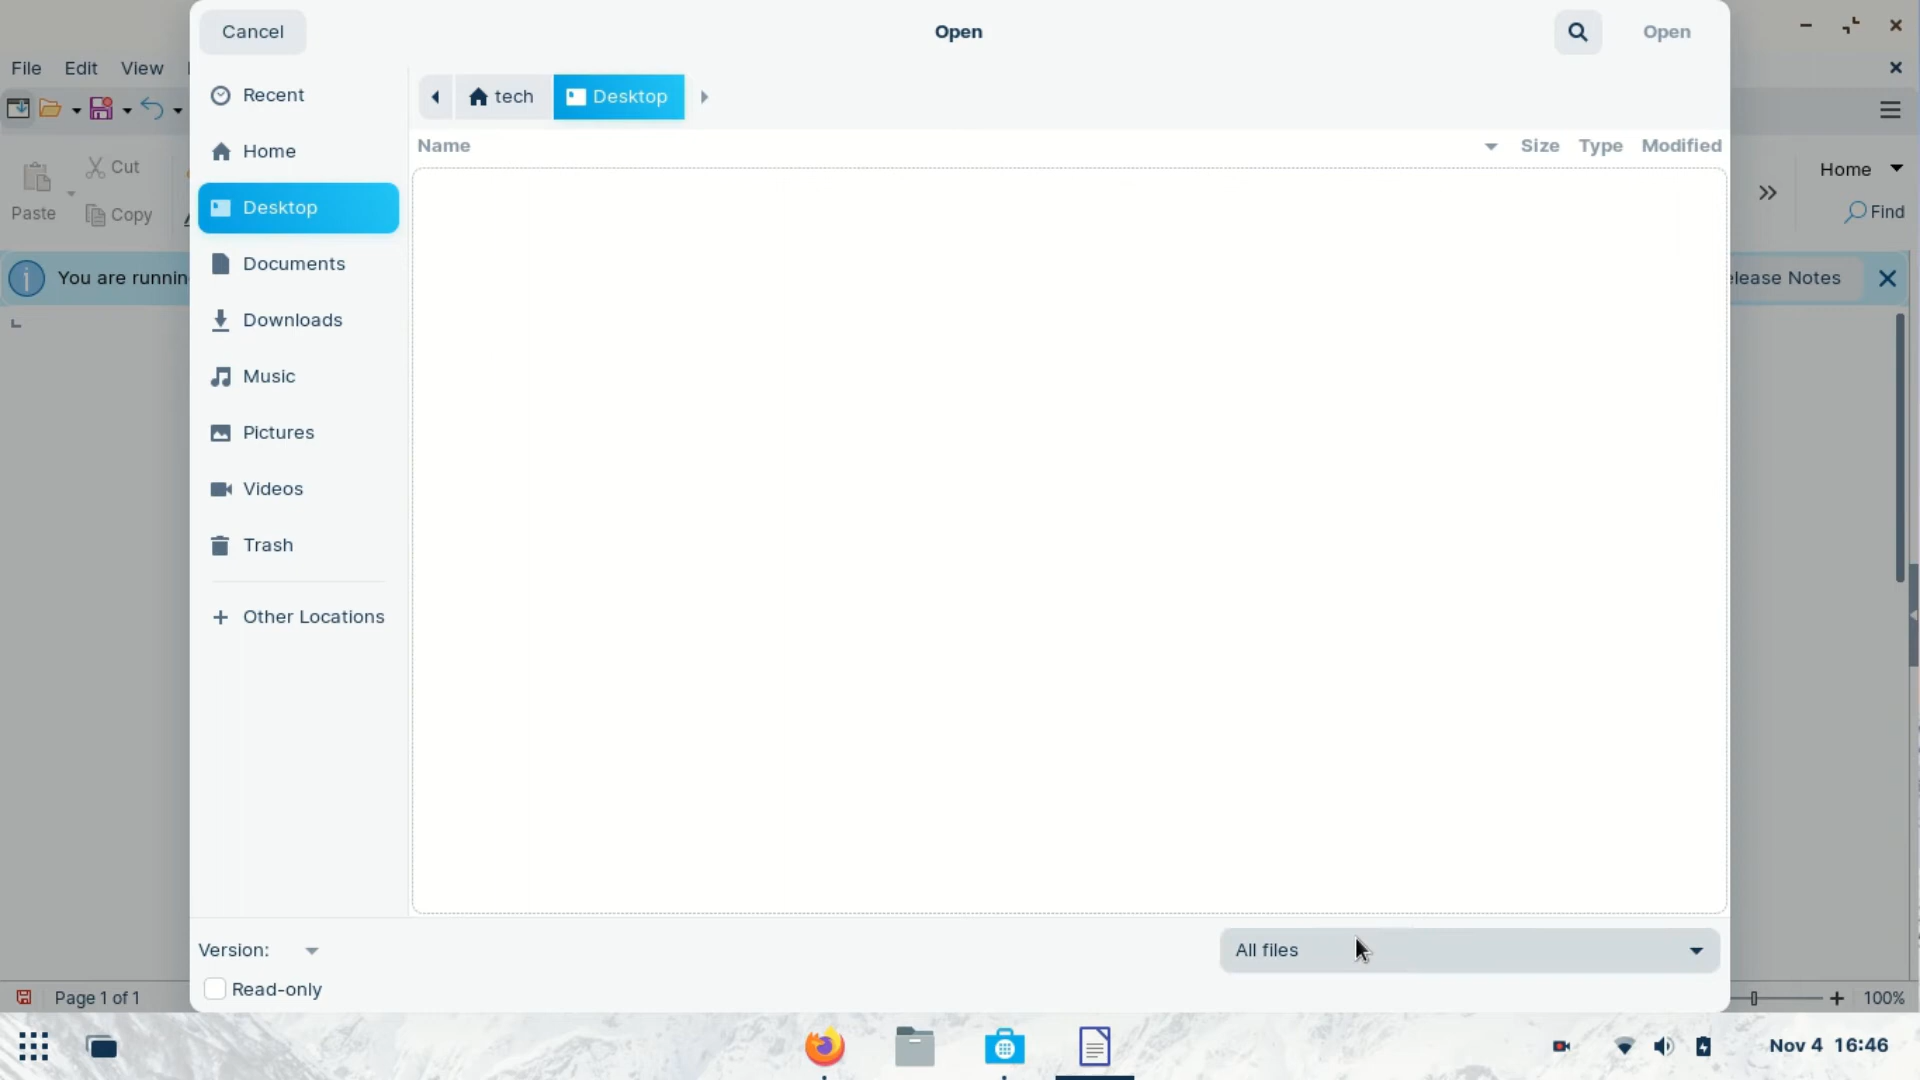 Cancel
Open
Open
File Edit View
Recent
tech
Desktop
Name
Size
Type
Modified
Home
Desktop
Documents
Downloads
Music
Pictures
Videos
Trash
Other Locations
Paste
Cut
Copy
Home
Find
You are runnin
elease Notes
Version:
All files
Read-only
Page 1 of 1
100%
Nov 4 16:46